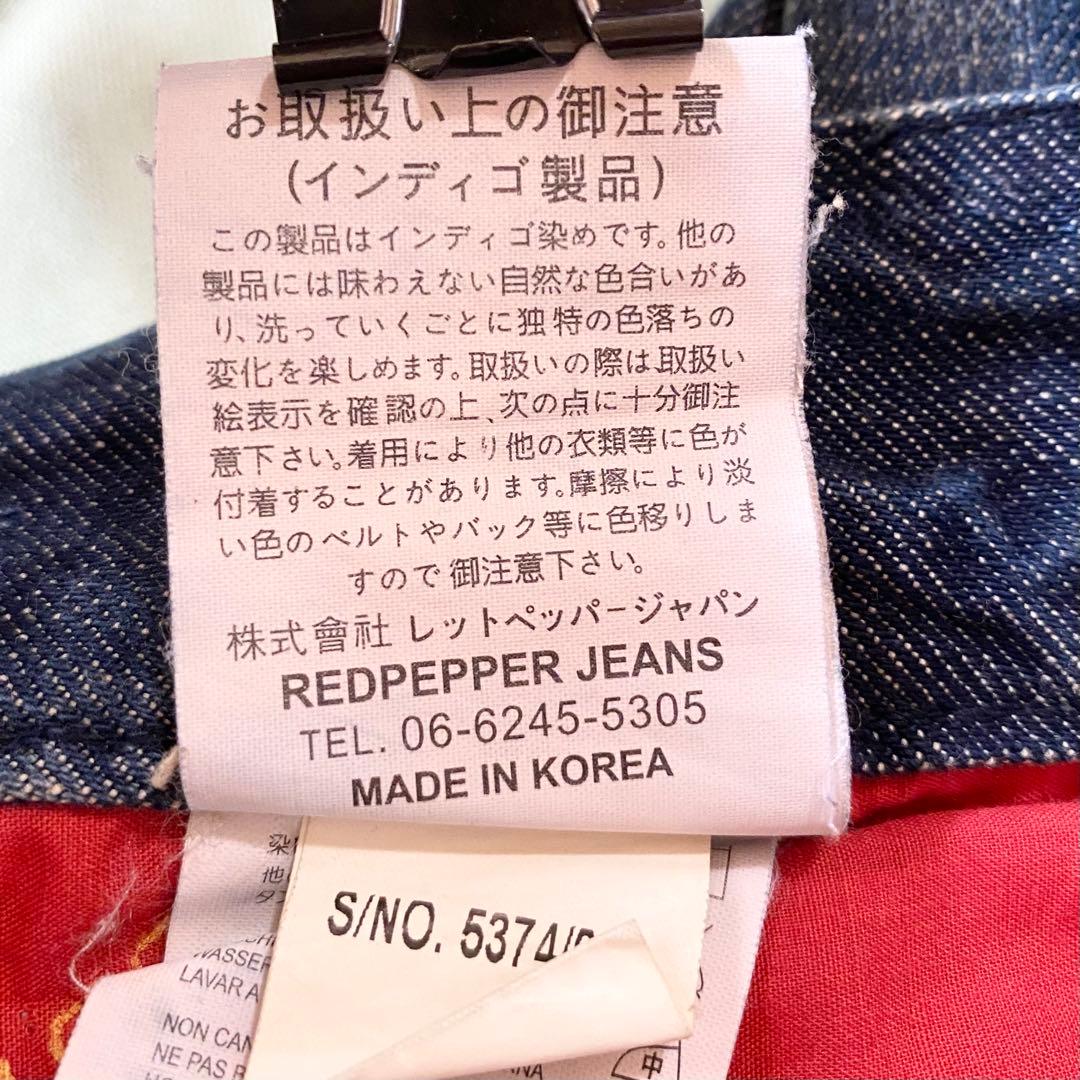 お取扱い上の御注意
(インディゴ製品)
この製品はインディゴ染めです。他の
製品には味わえない自然な色合いがあ
り、洗っていくごとに独特の色落ちの
変化を楽しめます。取扱いの際は取扱い
絵表示を確認の上、次の点に十分御注
意下さい。着用により他の衣類等に色が
付着することがあります。摩擦により淡
い色のベルトやバック等に色移りしま
すので御注意下さい。
株式會社 レットペッパージャパン
REDPEPPER JEANS
TEL. 06-6245-5305
MADE IN KOREA
染
他
S/NO. 5374/
WASSER
LAVAR A
NON CAN
NE PAS
中